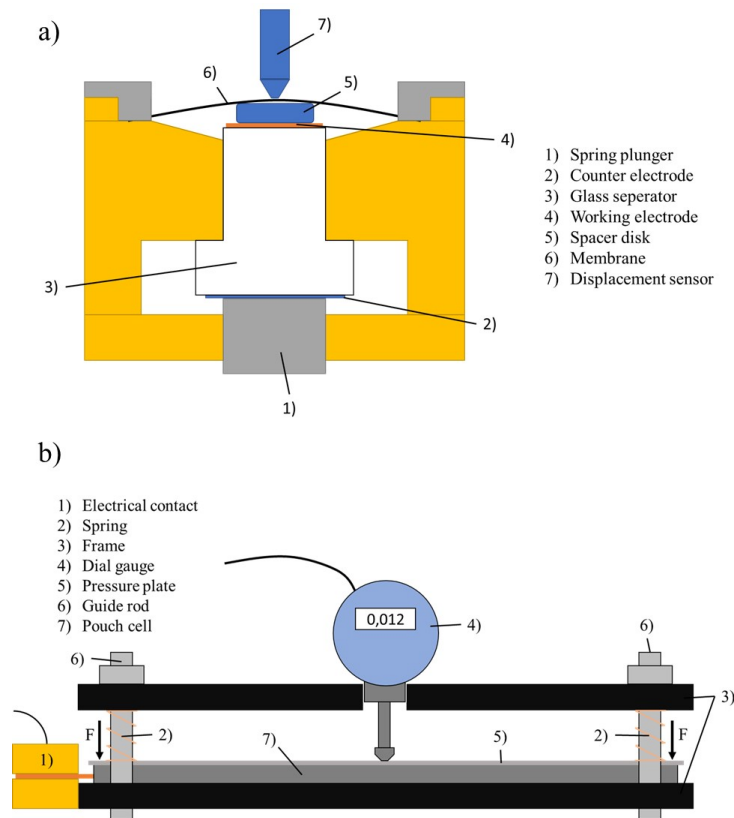 a)
7)
6)
5)
4)
3)
2)
1)
1) Spring plunger
2) Counter electrode
3) Glass seperator
4) Working electrode
5) Spacer disk
6) Membrane
7) Displacement sensor
b)
1) Electrical contact
2) Spring
3) Frame
4) Dial gauge
5) Pressure plate
6) Guide rod
7) Pouch cell
0,012
4)
6)
6)
3)
F
2)
7)
5)
2)
F
1)